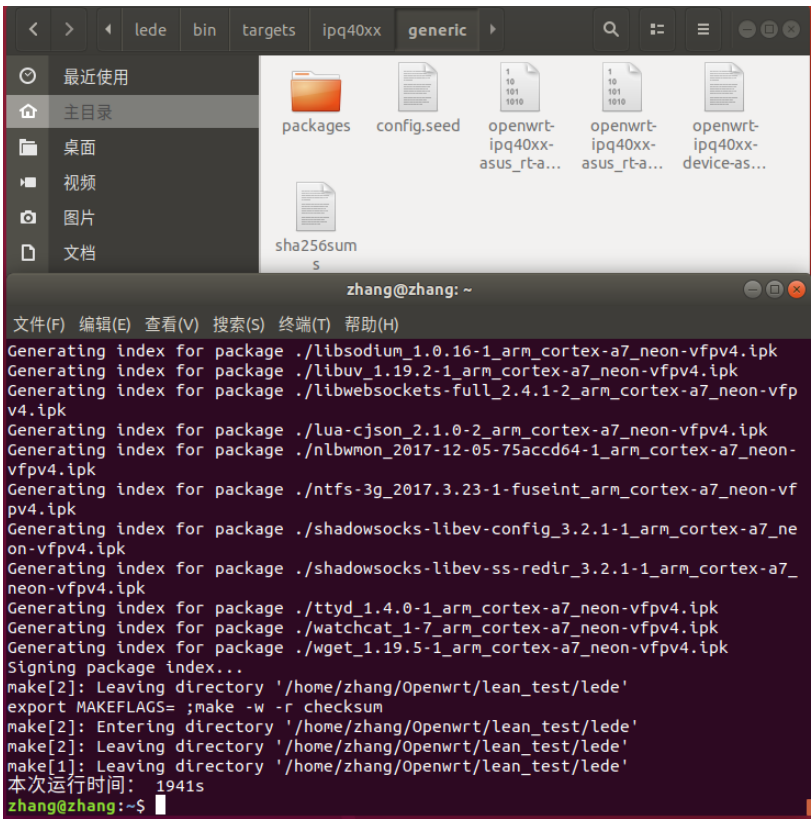 lede bin targets ipq40xx generic
最近使用
主目录
桌面
视频
图片
文档
packages
config.seed
openwrt-
ipq40xx-
asus_rt-a...
openwrt-
ipq40xx-
asus_rt-a...
openwrt-
ipq40xx-
device-as...
sha256sum
s
1
10
101
1010
1
10
101
1010
zhang@zhang: ~
文件(F) 编辑(E) 查看(V) 搜索(S) 终端(T) 帮助(H)
Generating index for package ./libsodium_1.0.16-1_arm_cortex-a7_neon-vfpv4.ipk
Generating index for package ./libuv_1.19.2-1_arm_cortex-a7_neon-vfpv4.ipk
Generating index for package ./libwebsockets-full_2.4.1-2_arm_cortex-a7_neon-vfp
v4.ipk
Generating index for package ./lua-cjson_2.1.0-2_arm_cortex-a7_neon-vfpv4.ipk
Generating index for package ./nlbwmon_2017-12-05-75accd64-1_arm_cortex-a7_neon-
vfpv4.ipk
Generating index for package ./ntfs-3g_2017.3.23-1-fuseint_arm_cortex-a7_neon-vf
pv4.ipk
Generating index for package ./shadowsocks-libev-config_3.2.1-1_arm_cortex-a7_ne
on-vfpv4.ipk
Generating index for package ./shadowsocks-libev-ss-redir_3.2.1-1_arm_cortex-a7_
neon-vfpv4.ipk
Generating index for package ./ttyd_1.4.0-1_arm_cortex-a7_neon-vfpv4.ipk
Generating index for package ./watchcat_1-7_arm_cortex-a7_neon-vfpv4.ipk
Generating index for package ./wget_1.19.5-1_arm_cortex-a7_neon-vfpv4.ipk
Signing package index...
make[2]: Leaving directory '/home/zhang/Openwrt/lean_test/lede'
export MAKEFLAGS= ;make -w -r checksum
make[2]: Entering directory '/home/zhang/Openwrt/lean_test/lede'
make[2]: Leaving directory '/home/zhang/Openwrt/lean_test/lede'
make[1]: Leaving directory '/home/zhang/Openwrt/lean_test/lede'
本次运行时间： 1941s
zhang@zhang:~$